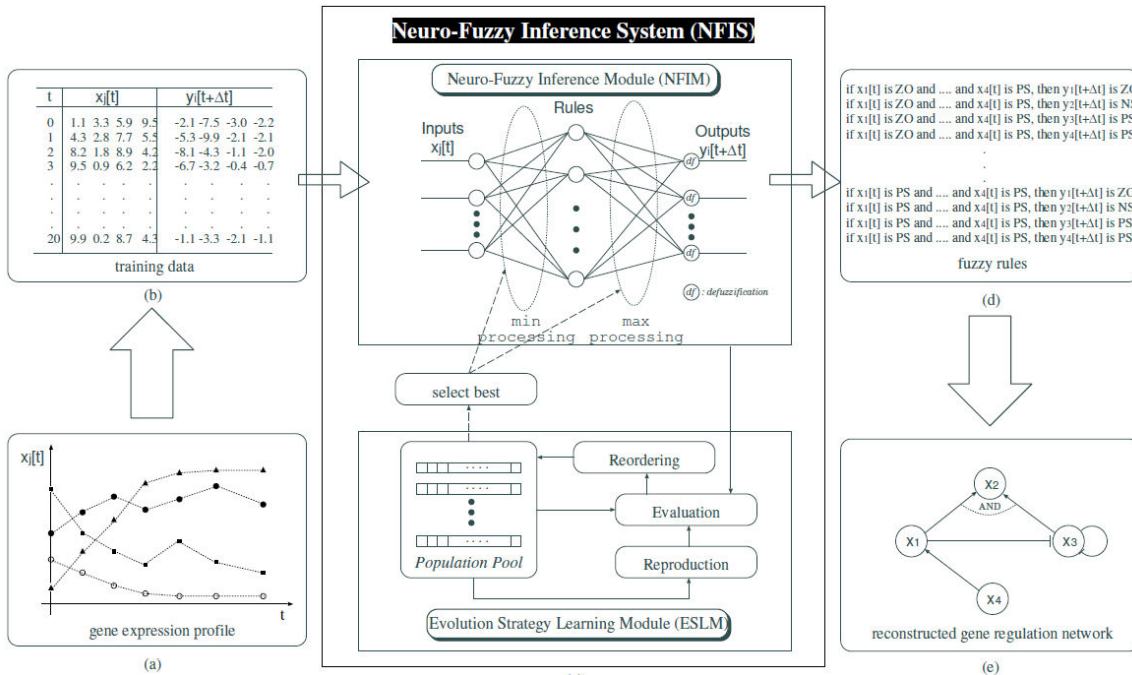 Neuro-Fuzzy Inference System (NFIS)
Neuro-Fuzzy Inference Module (NFIM)
t xj[t] yi[t+Δt]
0 1.1 3.3 5.9 9.5 -2.1 -7.5 -3.0 -2.2
1 4.3 2.8 7.7 5.5 -5.3 -9.9 -2.1 -2.1
2 8.2 1.8 8.9 4.2 -8.1 -4.3 -1.1 -2.0
3 9.5 0.9 6.2 2.2 -6.7 -3.2 -0.4 -0.7
. . . . . . . . .
. . . . . . . . .
. . . . . . . . .
20 9.9 0.2 8.7 4.3 -1.1 -3.3 -2.1 -1.1
training data
(b)
Rules
Inputs
xj[t]
Outputs
yi[t+Δt]
df
df
df
df : defuzzification
min
processing
max
processing
if x1[t] is ZO and .... and x4[t] is PS, then y1[t+Δt] is ZO
if x1[t] is ZO and .... and x4[t] is PS, then y2[t+Δt] is NS
if x1[t] is ZO and .... and x4[t] is PS, then y3[t+Δt] is PS
if x1[t] is ZO and .... and x4[t] is PS, then y4[t+Δt] is PS
.
.
.
if x1[t] is PS and .... and x4[t] is PS, then y1[t+Δt] is ZO
if x1[t] is PS and .... and x4[t] is PS, then y2[t+Δt] is NS
if x1[t] is PS and .... and x4[t] is PS, then y3[t+Δt] is PS
if x1[t] is PS and .... and x4[t] is PS, then y4[t+Δt] is PS
fuzzy rules
(d)
select best
xj[t]
t
gene expression profile
(a)
....
....
....
Population Pool
Reordering
Evaluation
Reproduction
Evolution Strategy Learning Module (ESLM)
X2
AND
X1
X3
X4
reconstructed gene regulation network
(e)